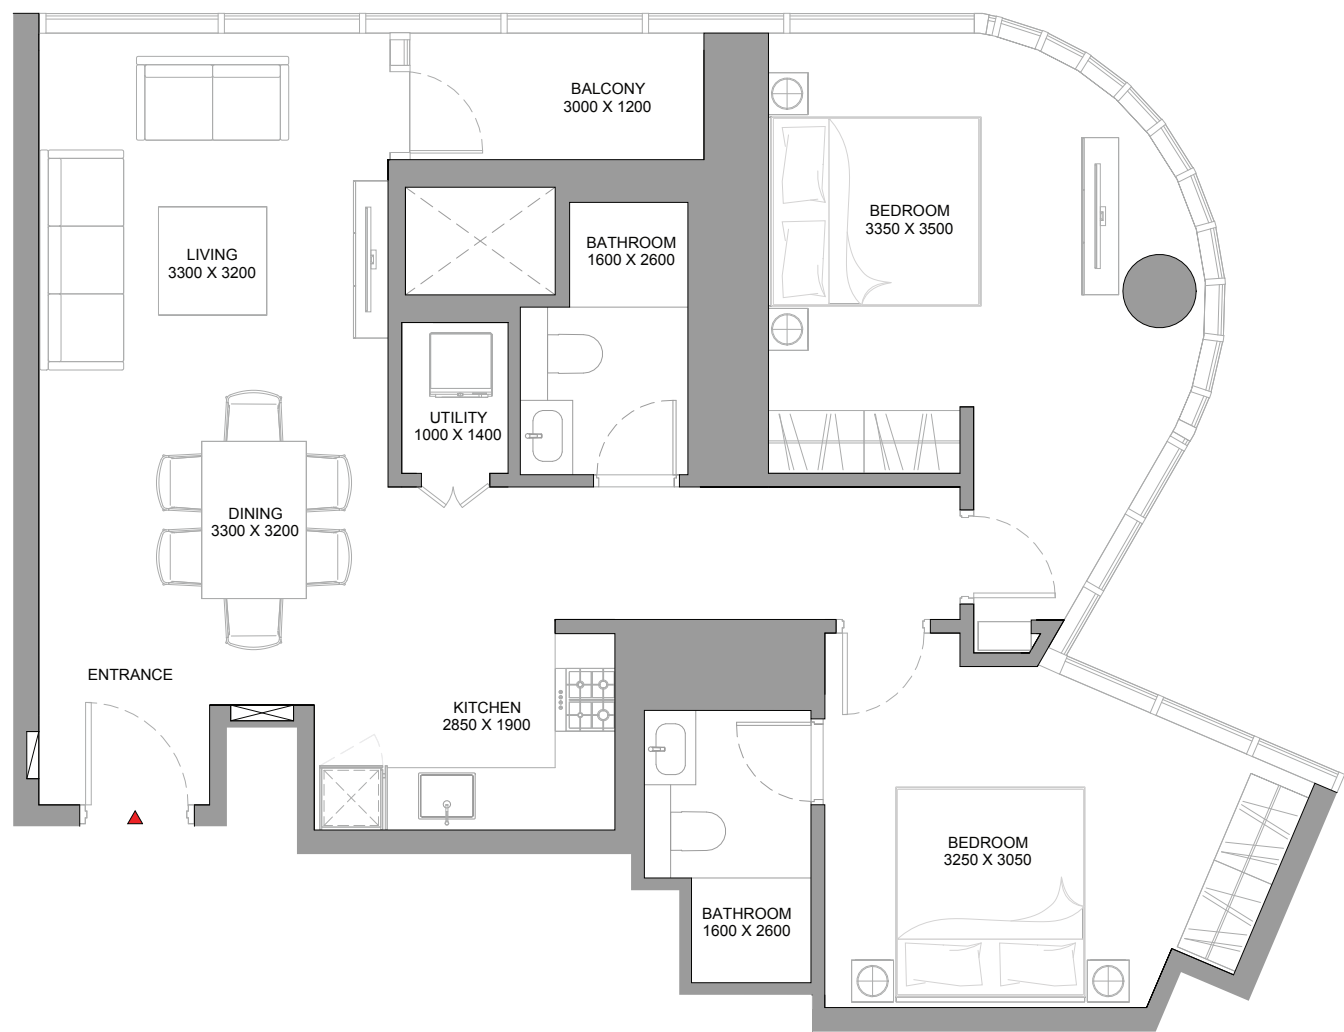 BALCONY
3000 X 1200
BEDROOM
3350 X 3500
BATHROOM
1600 X 2600
LIVING
3300 X 3200
UTILITY
1000 X 1400
DINING
3300 X 3200
ENTRANCE
KITCHEN
2850 X 1900
BEDROOM
3250 X 3050
BATHROOM
1600 X 2600